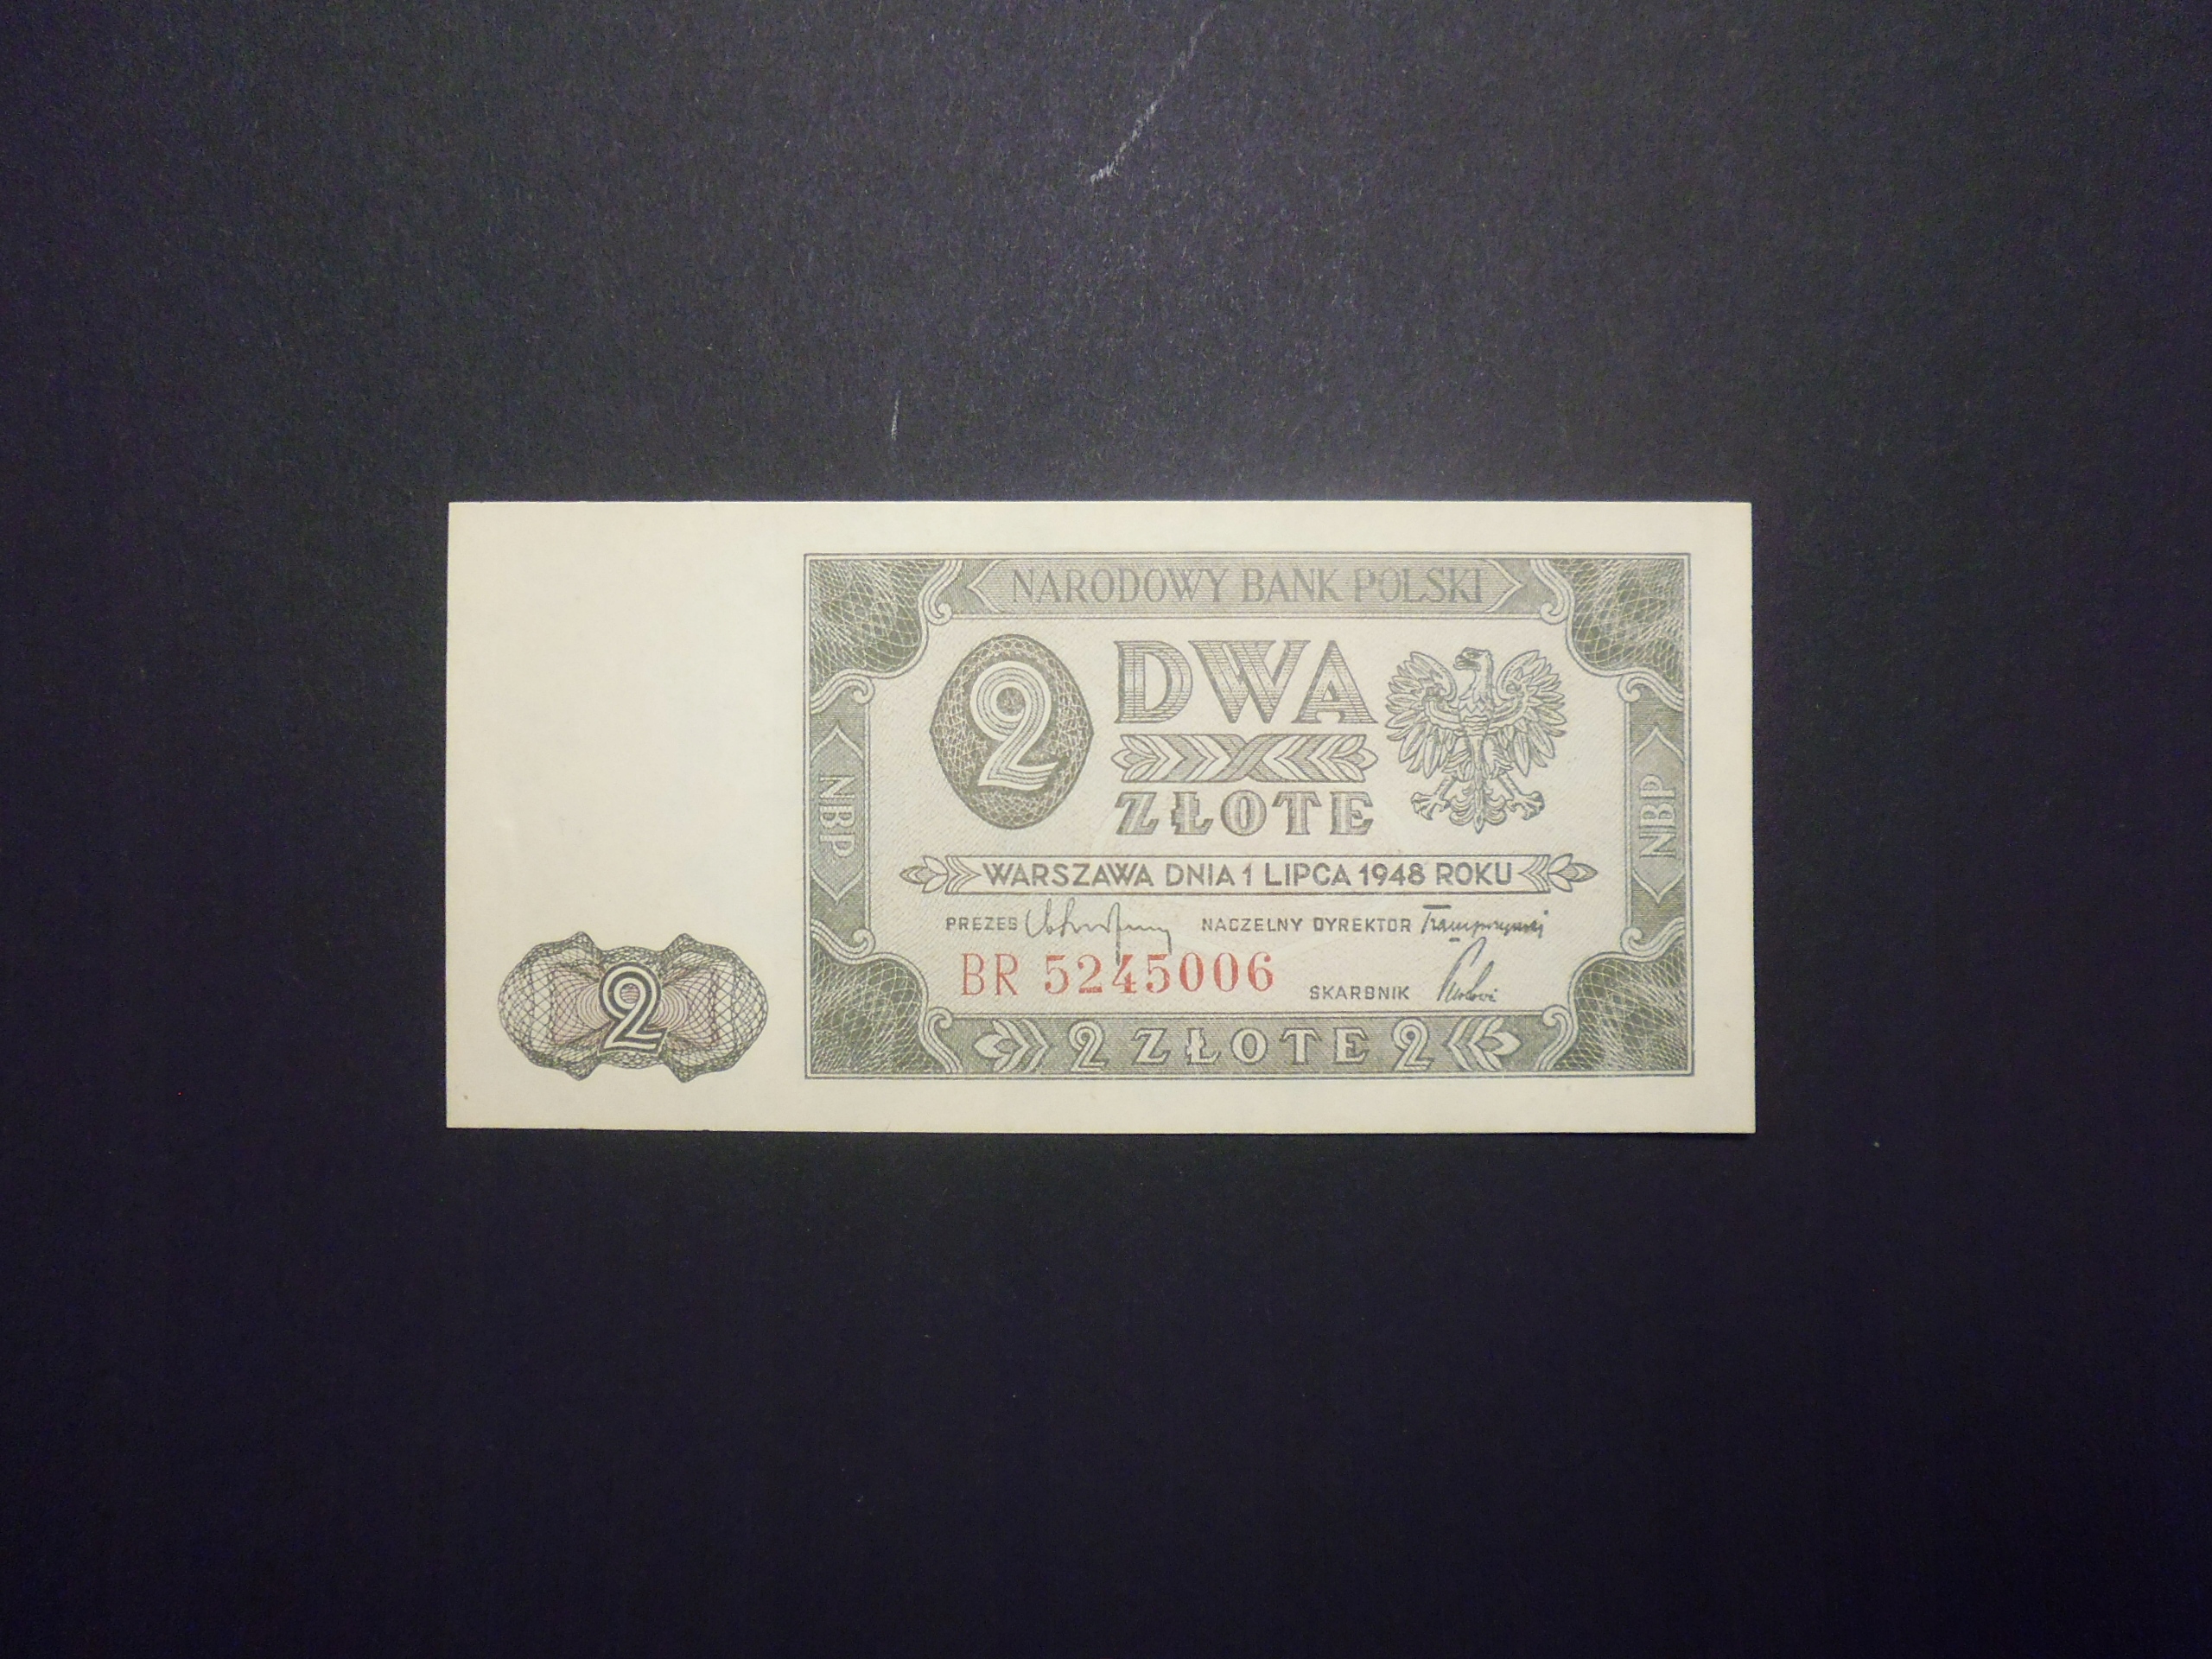 NARODOWY BANK POLSKI
2 DWA
ZŁOTE
NBP
NBP
WARSZAWA DNIA 1 LIPCA 1948 ROKU
PREZES NACZELNY DYREKTOR
BR 5245006
SKARBNIK
2
2 ZŁOTE 2